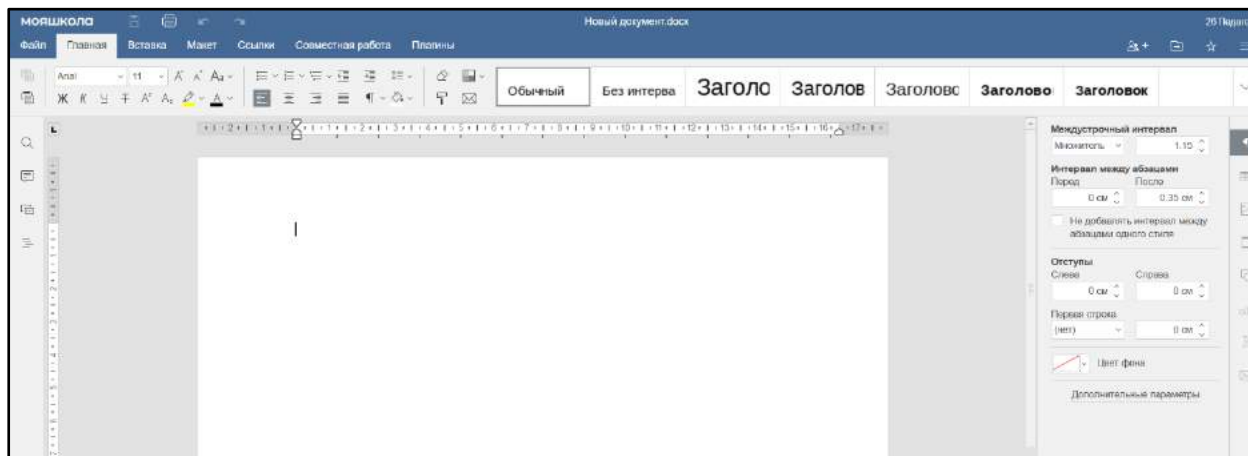 мояшкола
Новый документ.docx
Файл Главная Вставка Макет Ссылки Совместная работа Плагины
Arial 11
Ж К Ч Т
Обычный Без интерва Заголо Заголов Заголовс Заголово Заголовок
Междустрочный интервал
Множитель 1.15
Интервал между абзацами
Перед После
0 см 0.35 см
Не добавлять интервал между
абзацами одного стиля
Отступы
Слева Справа
0 см 0 см
Первая строка
(нет) 0 см
Цвет фона
Дополнительные параметры